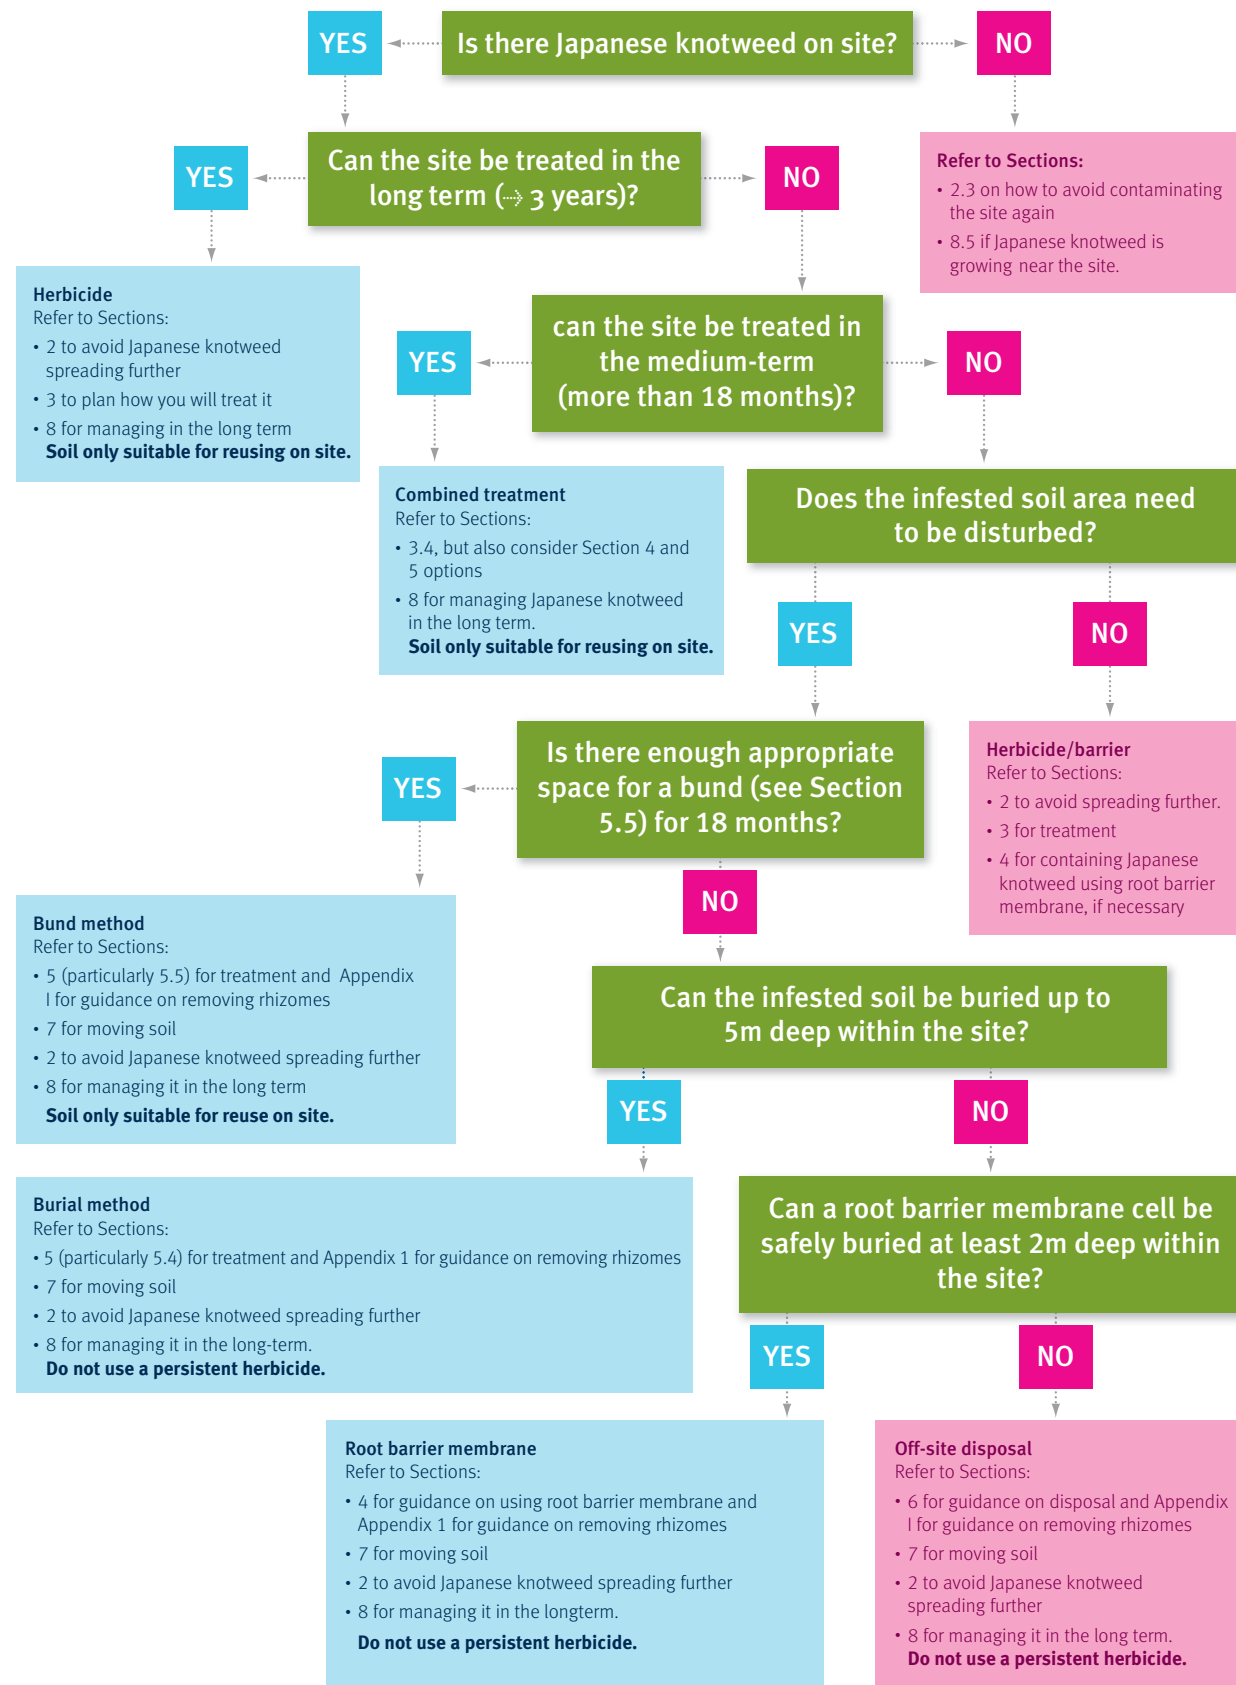 YES
Is there Japanese knotweed on site?
NO
YES
Can the site be treated in the
long term (→ 3 years)?
NO
Refer to Sections:
• 2.3 on how to avoid contaminating
the site again
• 8.5 if Japanese knotweed is
growing near the site.
Herbicide
Refer to Sections:
• 2 to avoid Japanese knotweed
spreading further
• 3 to plan how you will treat it
• 8 for managing in the long term
Soil only suitable for reusing on site.
YES
can the site be treated in
the medium-term
(more than 18 months)?
NO
Combined treatment
Refer to Sections:
• 3.4, but also consider Section 4 and
5 options
• 8 for managing Japanese knotweed
in the long term.
Soil only suitable for reusing on site.
Does the infested soil area need
to be disturbed?
YES
NO
YES
Is there enough appropriate
space for a bund (see Section
5.5) for 18 months?
Herbicide/barrier
Refer to Sections:
• 2 to avoid spreading further.
• 3 for treatment
• 4 for containing Japanese
knotweed using root barrier
membrane, if necessary
NO
Bund method
Refer to Sections:
• 5 (particularly 5.5) for treatment and Appendix
I for guidance on removing rhizomes
• 7 for moving soil
• 2 to avoid Japanese knotweed spreading further
• 8 for managing it in the long term
Soil only suitable for reuse on site.
Can the infested soil be buried up to
5m deep within the site?
YES
NO
Burial method
Refer to Sections:
• 5 (particularly 5.4) for treatment and Appendix 1 for guidance on removing rhizomes
• 7 for moving soil
• 2 to avoid Japanese knotweed spreading further
• 8 for managing it in the long-term.
Do not use a persistent herbicide.
Can a root barrier membrane cell be
safely buried at least 2m deep within
the site?
YES
NO
Root barrier membrane
Refer to Sections:
• 4 for guidance on using root barrier membrane and
Appendix 1 for guidance on removing rhizomes
• 7 for moving soil
• 2 to avoid Japanese knotweed spreading further
• 8 for managing it in the longterm.
Do not use a persistent herbicide.
Off-site disposal
Refer to Sections:
• 6 for guidance on disposal and Appendix
I for guidance on removing rhizomes
• 7 for moving soil
• 2 to avoid Japanese knotweed
spreading further
• 8 for managing it in the long term.
Do not use a persistent herbicide.